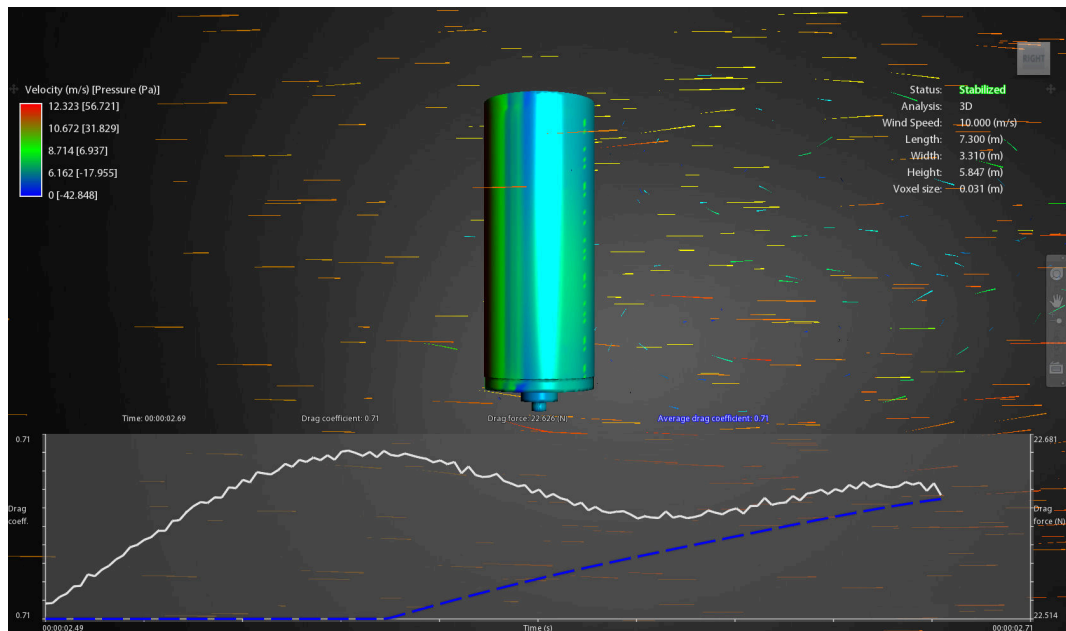 RIGHT
Velocity (m/s) [Pressure (Pa)]
12.323 [56.721]
10.672 [31.829]
8.714 [6.937]
6.162 [-17.955]
0 [-42.848]
Status: Stabilized
Analysis: 3D
Wind Speed: 10.000 (m/s)
Length: 7.300 (m)
Width: 3.310 (m)
Height: 5.847 (m)
Voxel size: 0.031 (m)
Time: 00:00:02.69
Drag coefficient: 0.71
Drag force: 22.626 (N)
Average drag coefficient: 0.71
0.71
22.681
Drag
coeff.
Drag
force (N)
0.71
22.514
00:00:02.49
Time (s)
00:00:02.71